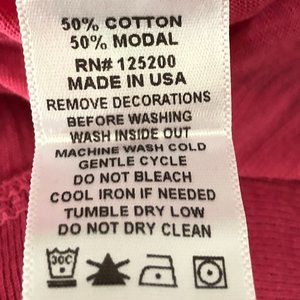 50% COTTON
50% MODAL
RN# 125200
MADE IN USA
REMOVE DECORATIONS
BEFORE WASHING
WASH INSIDE OUT
MACHINE WASH COLD
GENTLE CYCLE
DO NOT BLEACH
COOL IRON IF NEEDED
TUMBLE DRY LOW
DO NOT DRY CLEAN
30C